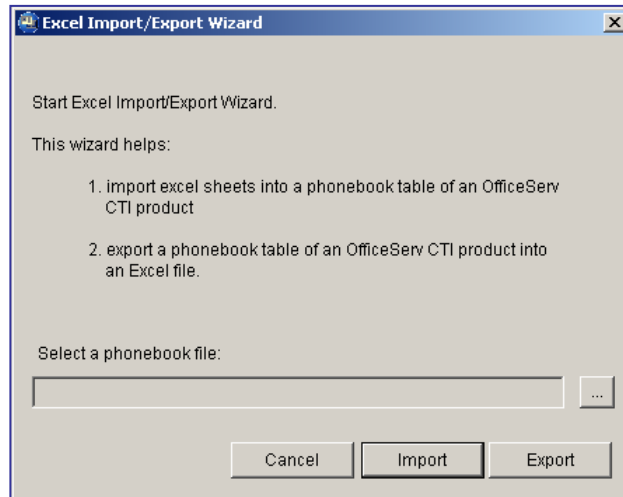 Excel Import/Export Wizard
Start Excel Import/Export Wizard.
This wizard helps:
1. import excel sheets into a phonebook table of an OfficeServ
CTI product
2. export a phonebook table of an OfficeServ CTI product into
an Excel file.
Select a phonebook file:
...
Cancel
Import
Export